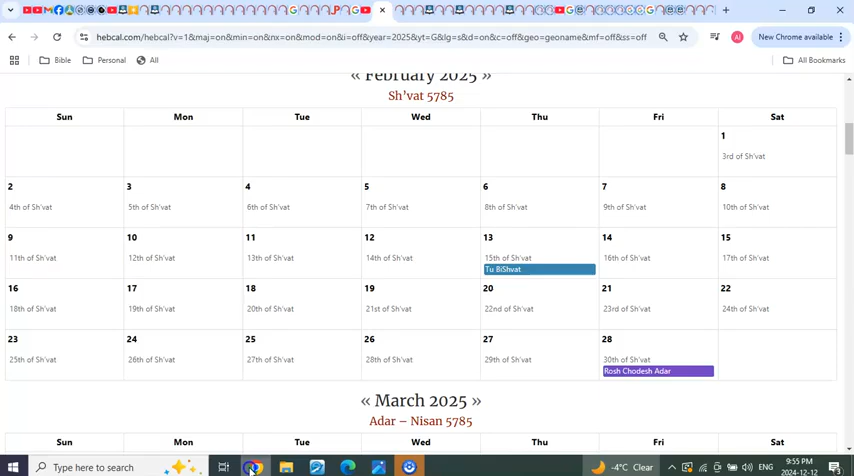 hebcal.com/hebcal?v=1&maj=on&min=on&nx=on&mod=on&i=off&year=2025&yt=G&lg=s&d=on&c=off&geo=geoname&mf=off&ss=off
AI
New Chrome available
Bible
Personal
All
All Bookmarks
« February 2025 »
Sh'vat 5785
Sun Mon Tue Wed Thu Fri Sat
1
3rd of Sh'vat
2 3 4 5 6 7 8
4th of Sh'vat 5th of Sh'vat 6th of Sh'vat 7th of Sh'vat 8th of Sh'vat 9th of Sh'vat 10th of Sh'vat
9 10 11 12 13 14 15
11th of Sh'vat 12th of Sh'vat 13th of Sh'vat 14th of Sh'vat 15th of Sh'vat 16th of Sh'vat 17th of Sh'vat
Tu BiShvat
16 17 18 19 20 21 22
18th of Sh'vat 19th of Sh'vat 20th of Sh'vat 21st of Sh'vat 22nd of Sh'vat 23rd of Sh'vat 24th of Sh'vat
23 24 25 26 27 28
25th of Sh'vat 26th of Sh'vat 27th of Sh'vat 28th of Sh'vat 29th of Sh'vat 30th of Sh'vat
Rosh Chodesh Adar
« March 2025 »
Adar – Nisan 5785
Sun Mon Tue Wed Thu Fri Sat
Type here to search
-4°C Clear
ENG
9:55 PM
2024-12-12
3